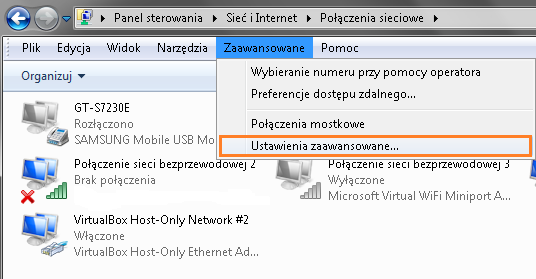 Panel sterowania ▸ Sieć i Internet ▸ Połączenia sieciowe ▸
Plik Edycja Widok Narzędzia Zaawansowane Pomoc
Organizuj
Wybieranie numeru przy pomocy operatora
Preferencje dostępu zdalnego...
Połączenia mostkowe
Ustawienia zaawansowane...
GT-S7230E
Rozłączono
SAMSUNG Mobile USB Mo
Połączenie sieci bezprzewodowej 2
Brak połączenia
Połączenie sieci bezprzewodowej 3
Wyłączone
Microsoft Virtual WiFi Miniport A...
VirtualBox Host-Only Network #2
Włączone
VirtualBox Host-Only Ethernet Ad...